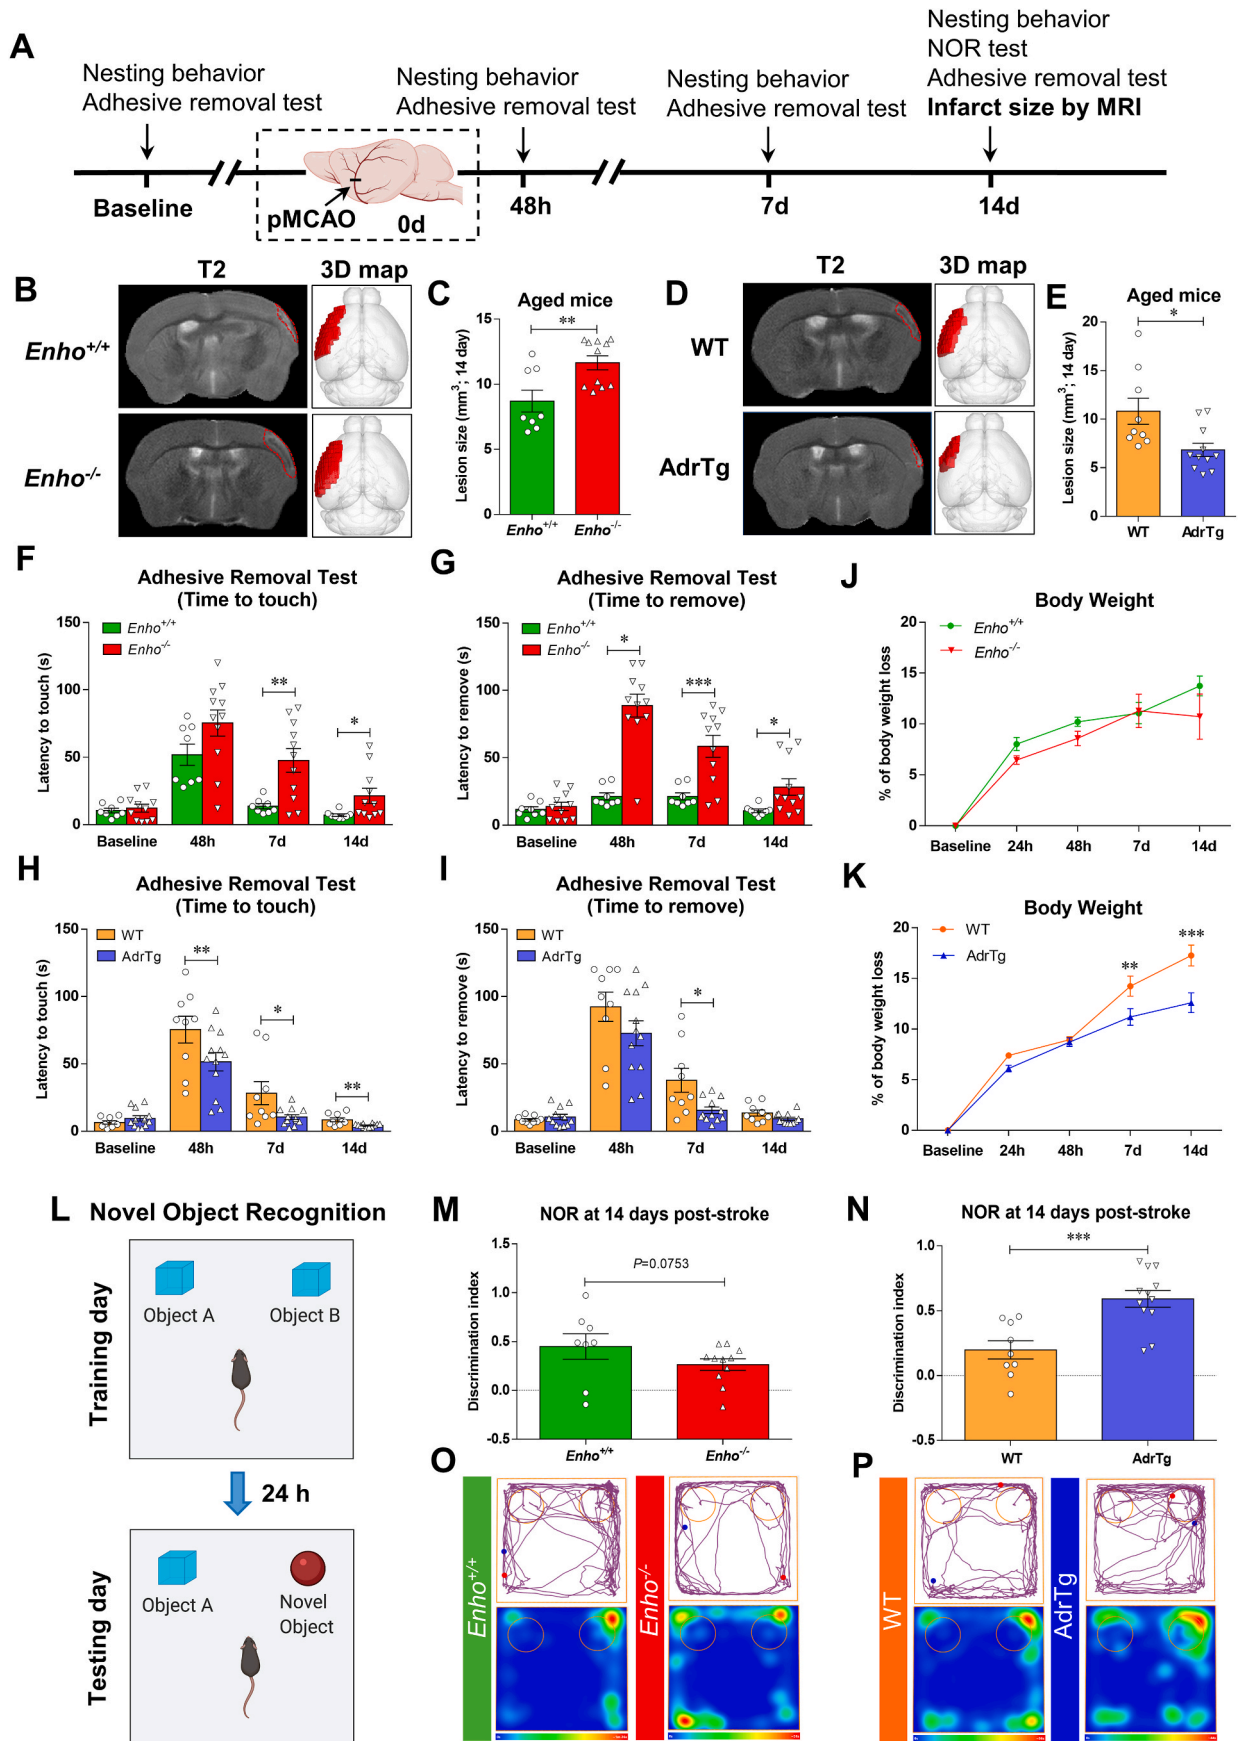 A
Nesting behavior
Adhesive removal test
Nesting behavior
Adhesive removal test
Nesting behavior
Adhesive removal test
Nesting behavior
NOR test
Adhesive removal test
Infarct size by MRI
Baseline
pMCAO
0d
48h
7d
14d
B
T2
3D map
Enho+/+
Enho-/-
C
Aged mice
**
Lesion size (mm3; 14 day)
15
10
5
0
Enho+/+
Enho-/-
D
T2
3D map
WT
AdrTg
E
Aged mice
*
Lesion size (mm3; 14 day)
20
15
10
5
0
WT
AdrTg
F
Adhesive Removal Test
(Time to touch)
Latency to touch (s)
150
100
50
0
Enho+/+
Enho-/-
**
*
Baseline
48h
7d
14d
G
Adhesive Removal Test
(Time to remove)
Latency to remove (s)
150
100
50
0
Enho+/+
Enho-/-
*
***
*
Baseline
48h
7d
14d
J
Body Weight
% of body weight loss
20
15
10
5
0
Enho+/+
Enho-/-
Baseline
24h
48h
7d
14d
H
Adhesive Removal Test
(Time to touch)
Latency to touch (s)
150
100
50
0
WT
AdrTg
**
*
**
Baseline
48h
7d
14d
I
Adhesive Removal Test
(Time to remove)
Latency to remove (s)
150
100
50
0
WT
AdrTg
*
Baseline
48h
7d
14d
K
Body Weight
% of body weight loss
20
15
10
5
0
WT
AdrTg
**
***
Baseline
24h
48h
7d
14d
L
Novel Object Recognition
Training day
Object A
Object B
24 h
Testing day
Object A
Novel
Object
M
NOR at 14 days post-stroke
Discrimination index
1.5
1.0
0.5
0.0
-0.5
P=0.0753
Enho+/+
Enho-/-
N
NOR at 14 days post-stroke
Discrimination index
1.0
0.5
0.0
-0.5
***
WT
AdrTg
O
Enho+/+
Enho-/-
P
WT
AdrTg